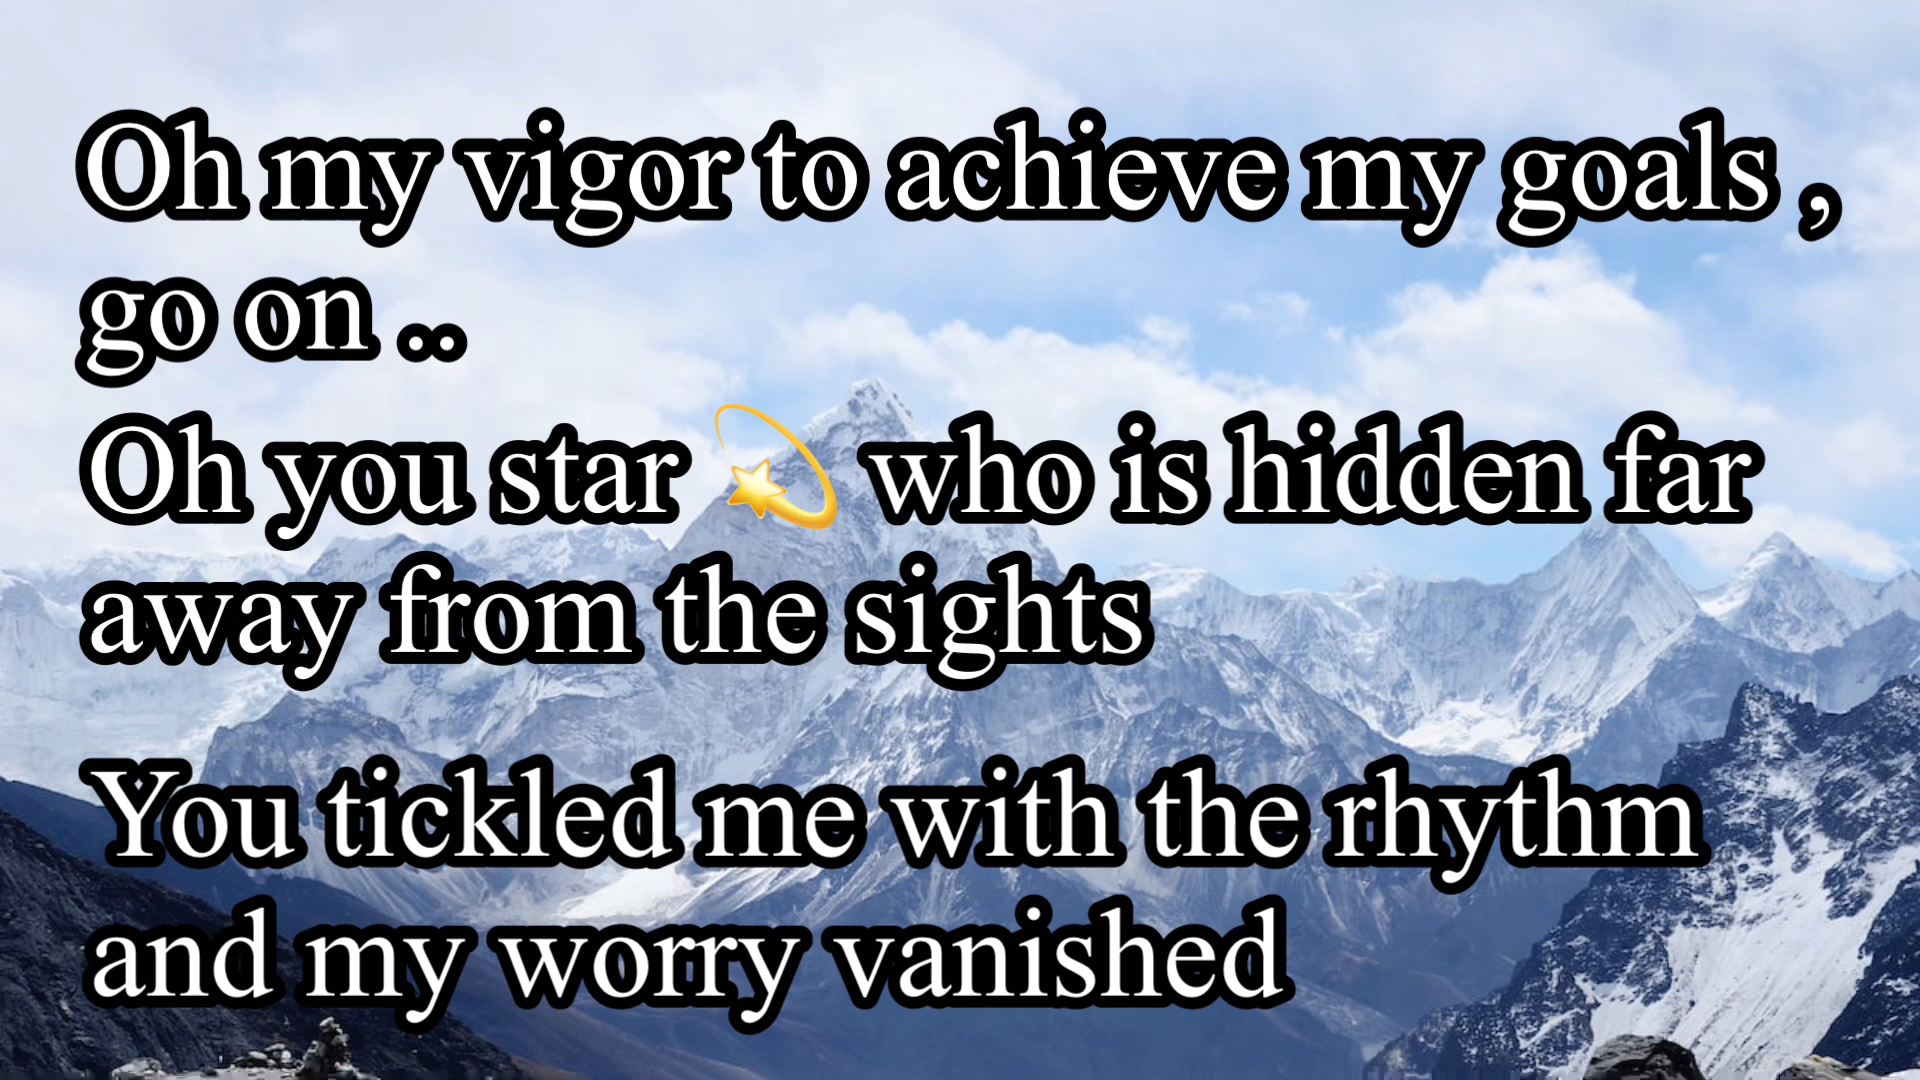 Oh my vigor to achieve my goals ,
go on ..
Oh you star 💫 who is hidden far
away from the sights
You tickled me with the rhythm
and my worry vanished